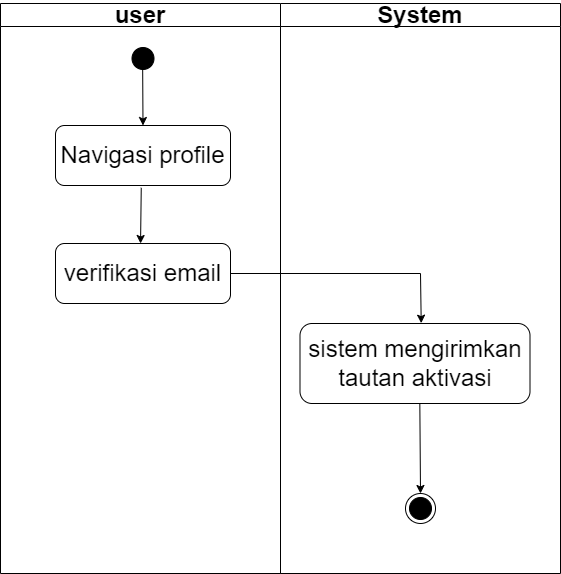 user
System
Navigasi profile
verifikasi email
sistem mengirimkan
tautan aktivasi